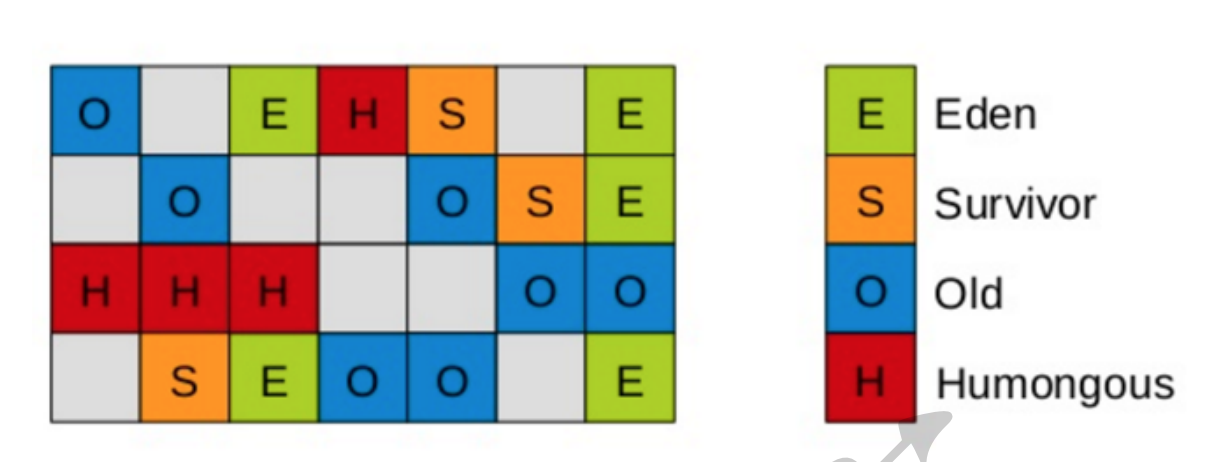 O E H S E
O O S E
H H H O O
S E O O E
E Eden
S Survivor
O Old
H Humongous